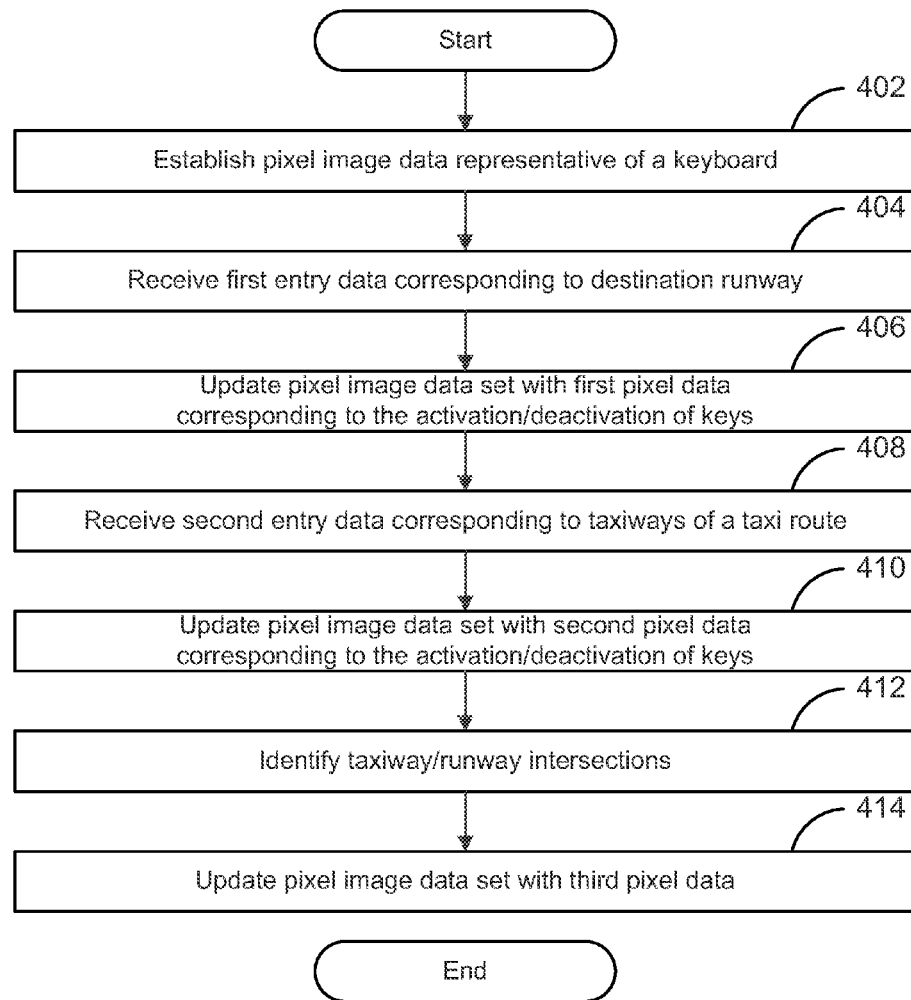 Start
402
Establish pixel image data representative of a keyboard
404
Receive first entry data corresponding to destination runway
406
Update pixel image data set with first pixel data
corresponding to the activation/deactivation of keys
408
Receive second entry data corresponding to taxiways of a taxi route
410
Update pixel image data set with second pixel data
corresponding to the activation/deactivation of keys
412
Identify taxiway/runway intersections
414
Update pixel image data set with third pixel data
End